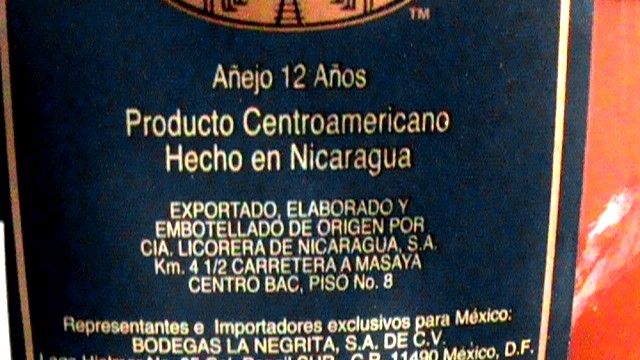 TM
Añejo 12 Años
Producto Centroamericano
Hecho en Nicaragua
EXPORTADO, ELABORADO Y
EMBOTELLADO DE ORIGEN POR
CIA. LICORERA DE NICARAGUA, S.A.
Km. 4 1/2 CARRETERA A MASAYA
CENTRO BAC, PISO No. 8
Representantes e Importadores exclusivos para México:
BODEGAS LA NEGRITA, S.A. DE C.V.
C.P. 11490 México, D.F.